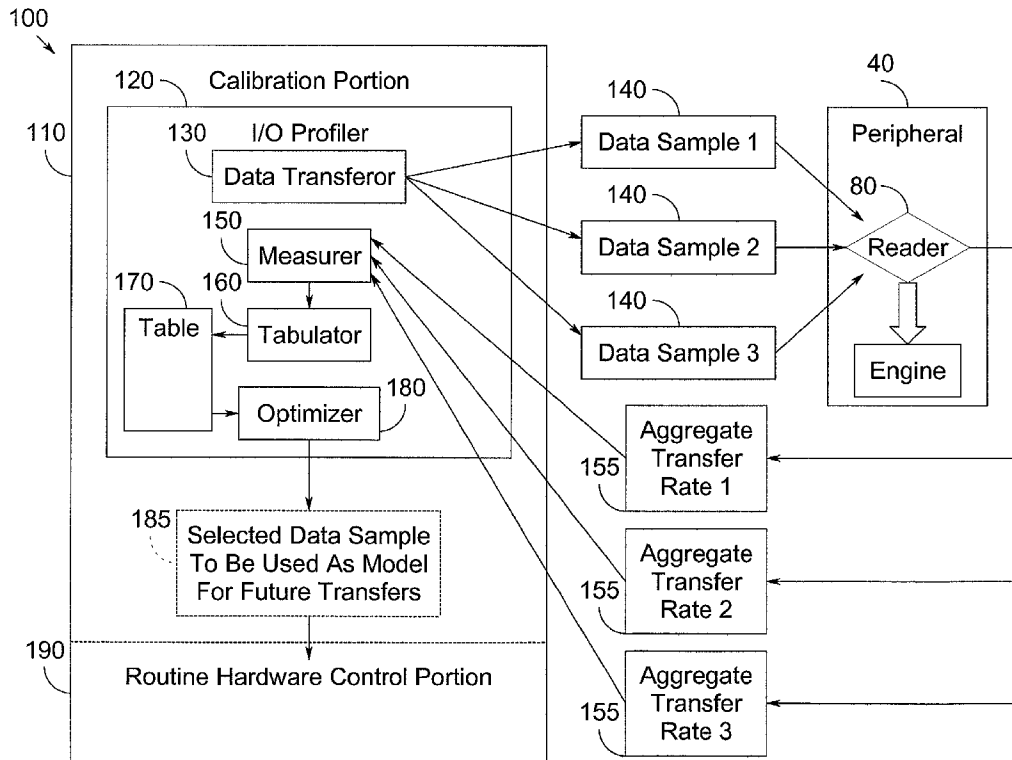 100
Calibration Portion
120
110
I/O Profiler
130
Data Transferor
150
Measurer
170
160
Table
Tabulator
Optimizer
180
185
Selected Data Sample
To Be Used As Model
For Future Transfers
190
Routine Hardware Control Portion
140
Data Sample 1
140
Data Sample 2
140
Data Sample 3
40
Peripheral
80
Reader
Engine
155
Aggregate
Transfer
Rate 1
155
Aggregate
Transfer
Rate 2
155
Aggregate
Transfer
Rate 3